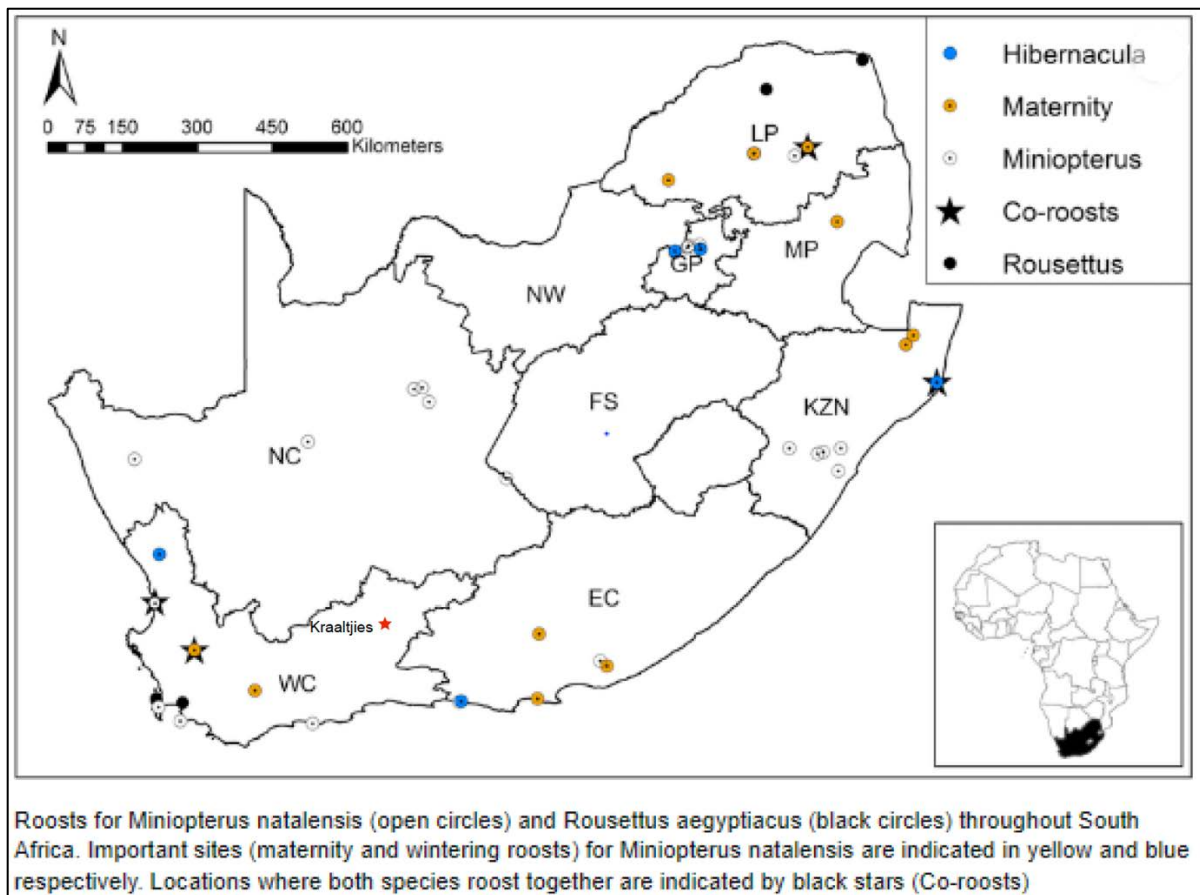 N
0 75 150 300 450 600
Kilometers
Hibernacula
Maternity
Miniopterus
Co-roosts
Rousettus
LP
MP
GP
NW
FS
KZN
NC
EC
Kraaltjies
WC
Roosts for Miniopterus natalensis (open circles) and Rousettus aegyptiacus (black circles) throughout South
Africa. Important sites (maternity and wintering roosts) for Miniopterus natalensis are indicated in yellow and blue
respectively. Locations where both species roost together are indicated by black stars (Co-roosts)